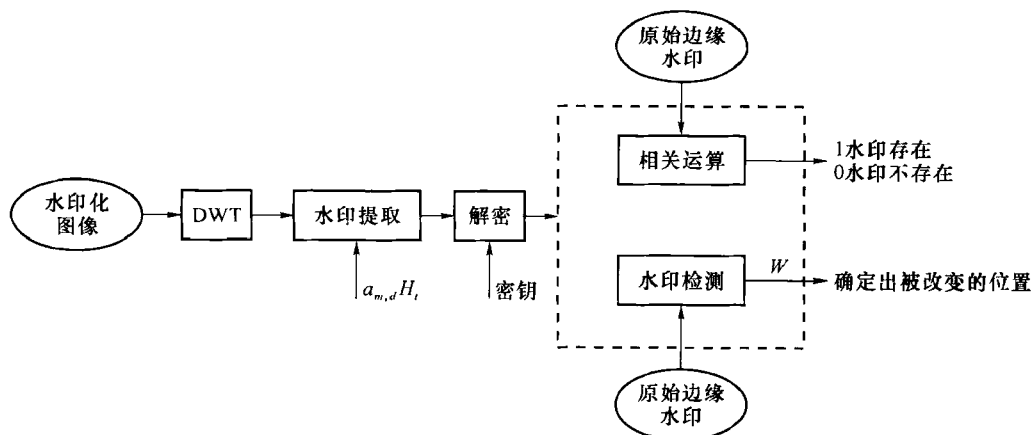 原始边缘
水印
相关运算
1水印存在
0水印不存在
水印化
图像
DWT
水印提取
解密
a_{m,d}H_t
密钥
水印检测
W
确定出被改变的位置
原始边缘
水印